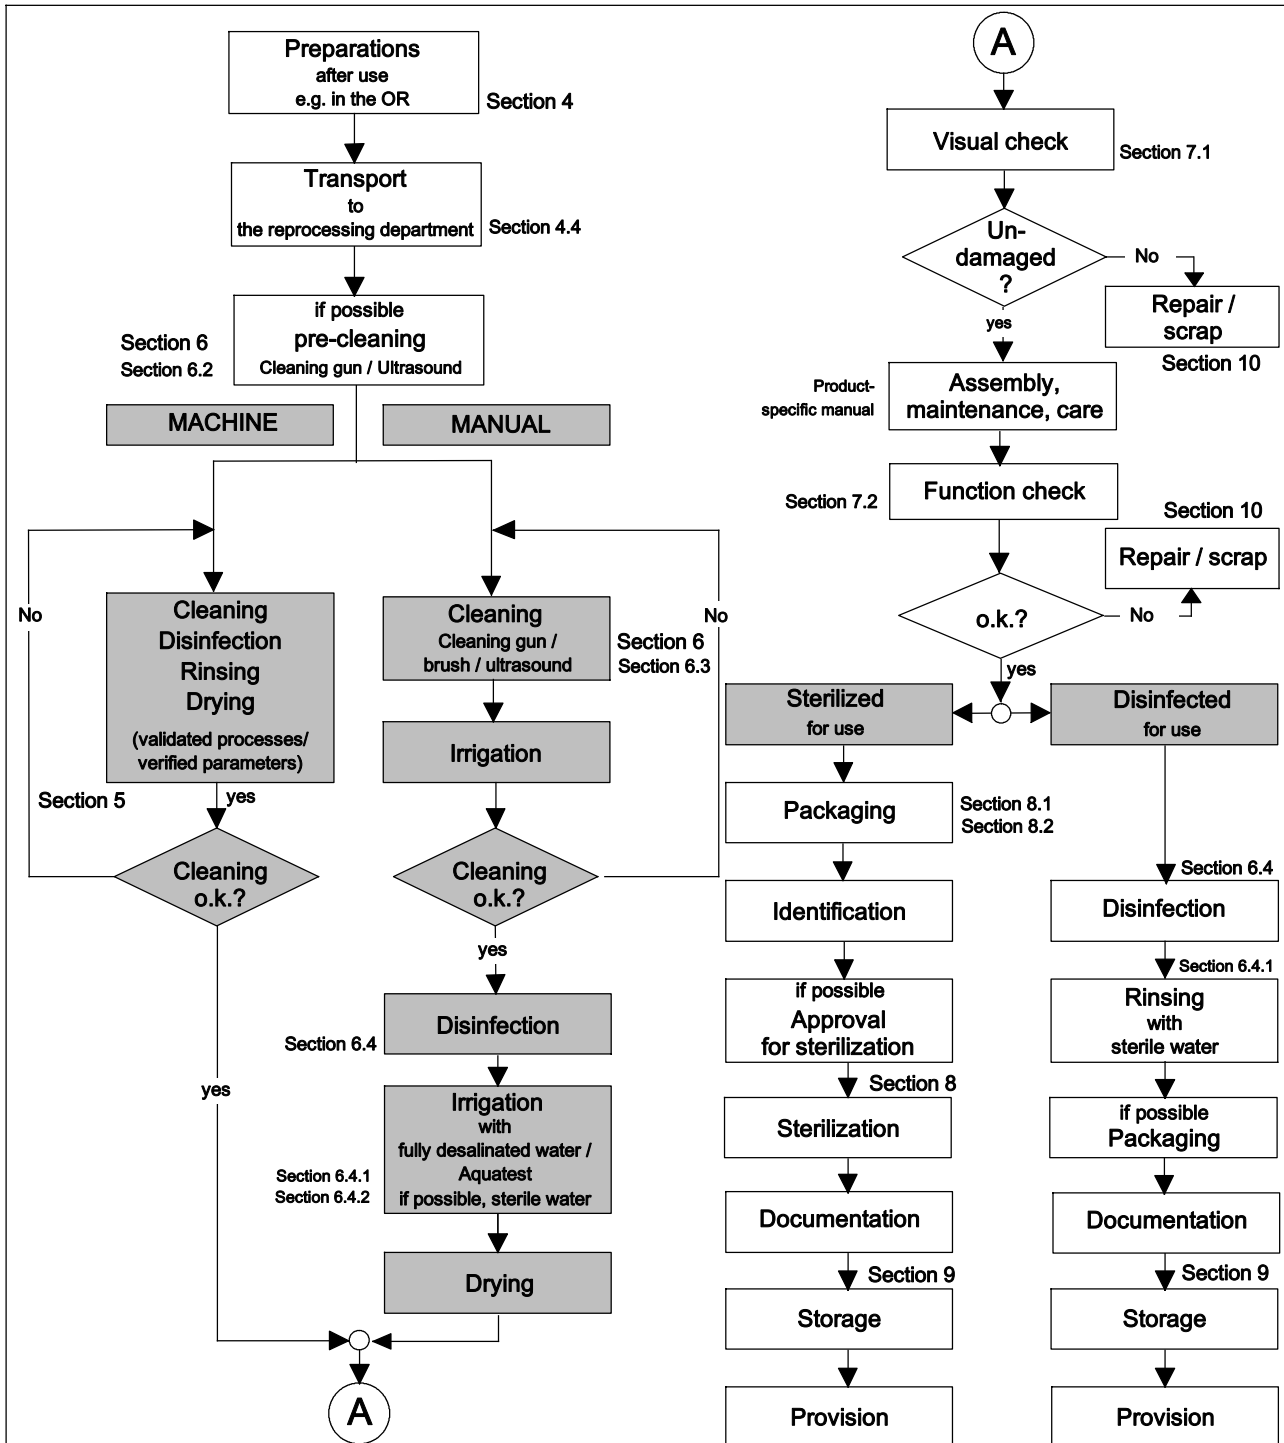 Preparations
after use
e.g. in the OR
Section 4
Transport
to
the reprocessing department
Section 4.4
if possible
pre-cleaning
Cleaning gun / Ultrasound
Section 6
Section 6.2
MACHINE
MANUAL
No
Cleaning
Disinfection
Rinsing
Drying
(validated processes/
verified parameters)
Section 5
yes
Cleaning
o.k.?
yes
Cleaning
Cleaning gun /
brush / ultrasound
No
Section 6
Section 6.3
Irrigation
Cleaning
o.k.?
yes
Disinfection
Section 6.4
Irrigation
with
fully desalinated water /
Aquatest
if possible, sterile water
Section 6.4.1
Section 6.4.2
Drying
A
A
Visual check
Section 7.1
Un-
damaged
?
No
Repair /
scrap
Section 10
yes
Product-
specific manual
Assembly,
maintenance, care
Function check
Section 7.2
Section 10
Repair / scrap
o.k.?
No
yes
Sterilized
for use
Packaging
Section 8.1
Section 8.2
Identification
if possible
Approval
for sterilization
Section 8
Sterilization
Documentation
Section 9
Storage
Provision
Disinfected
for use
Section 6.4
Disinfection
Section 6.4.1
Rinsing
with
sterile water
if possible
Packaging
Documentation
Section 9
Storage
Provision